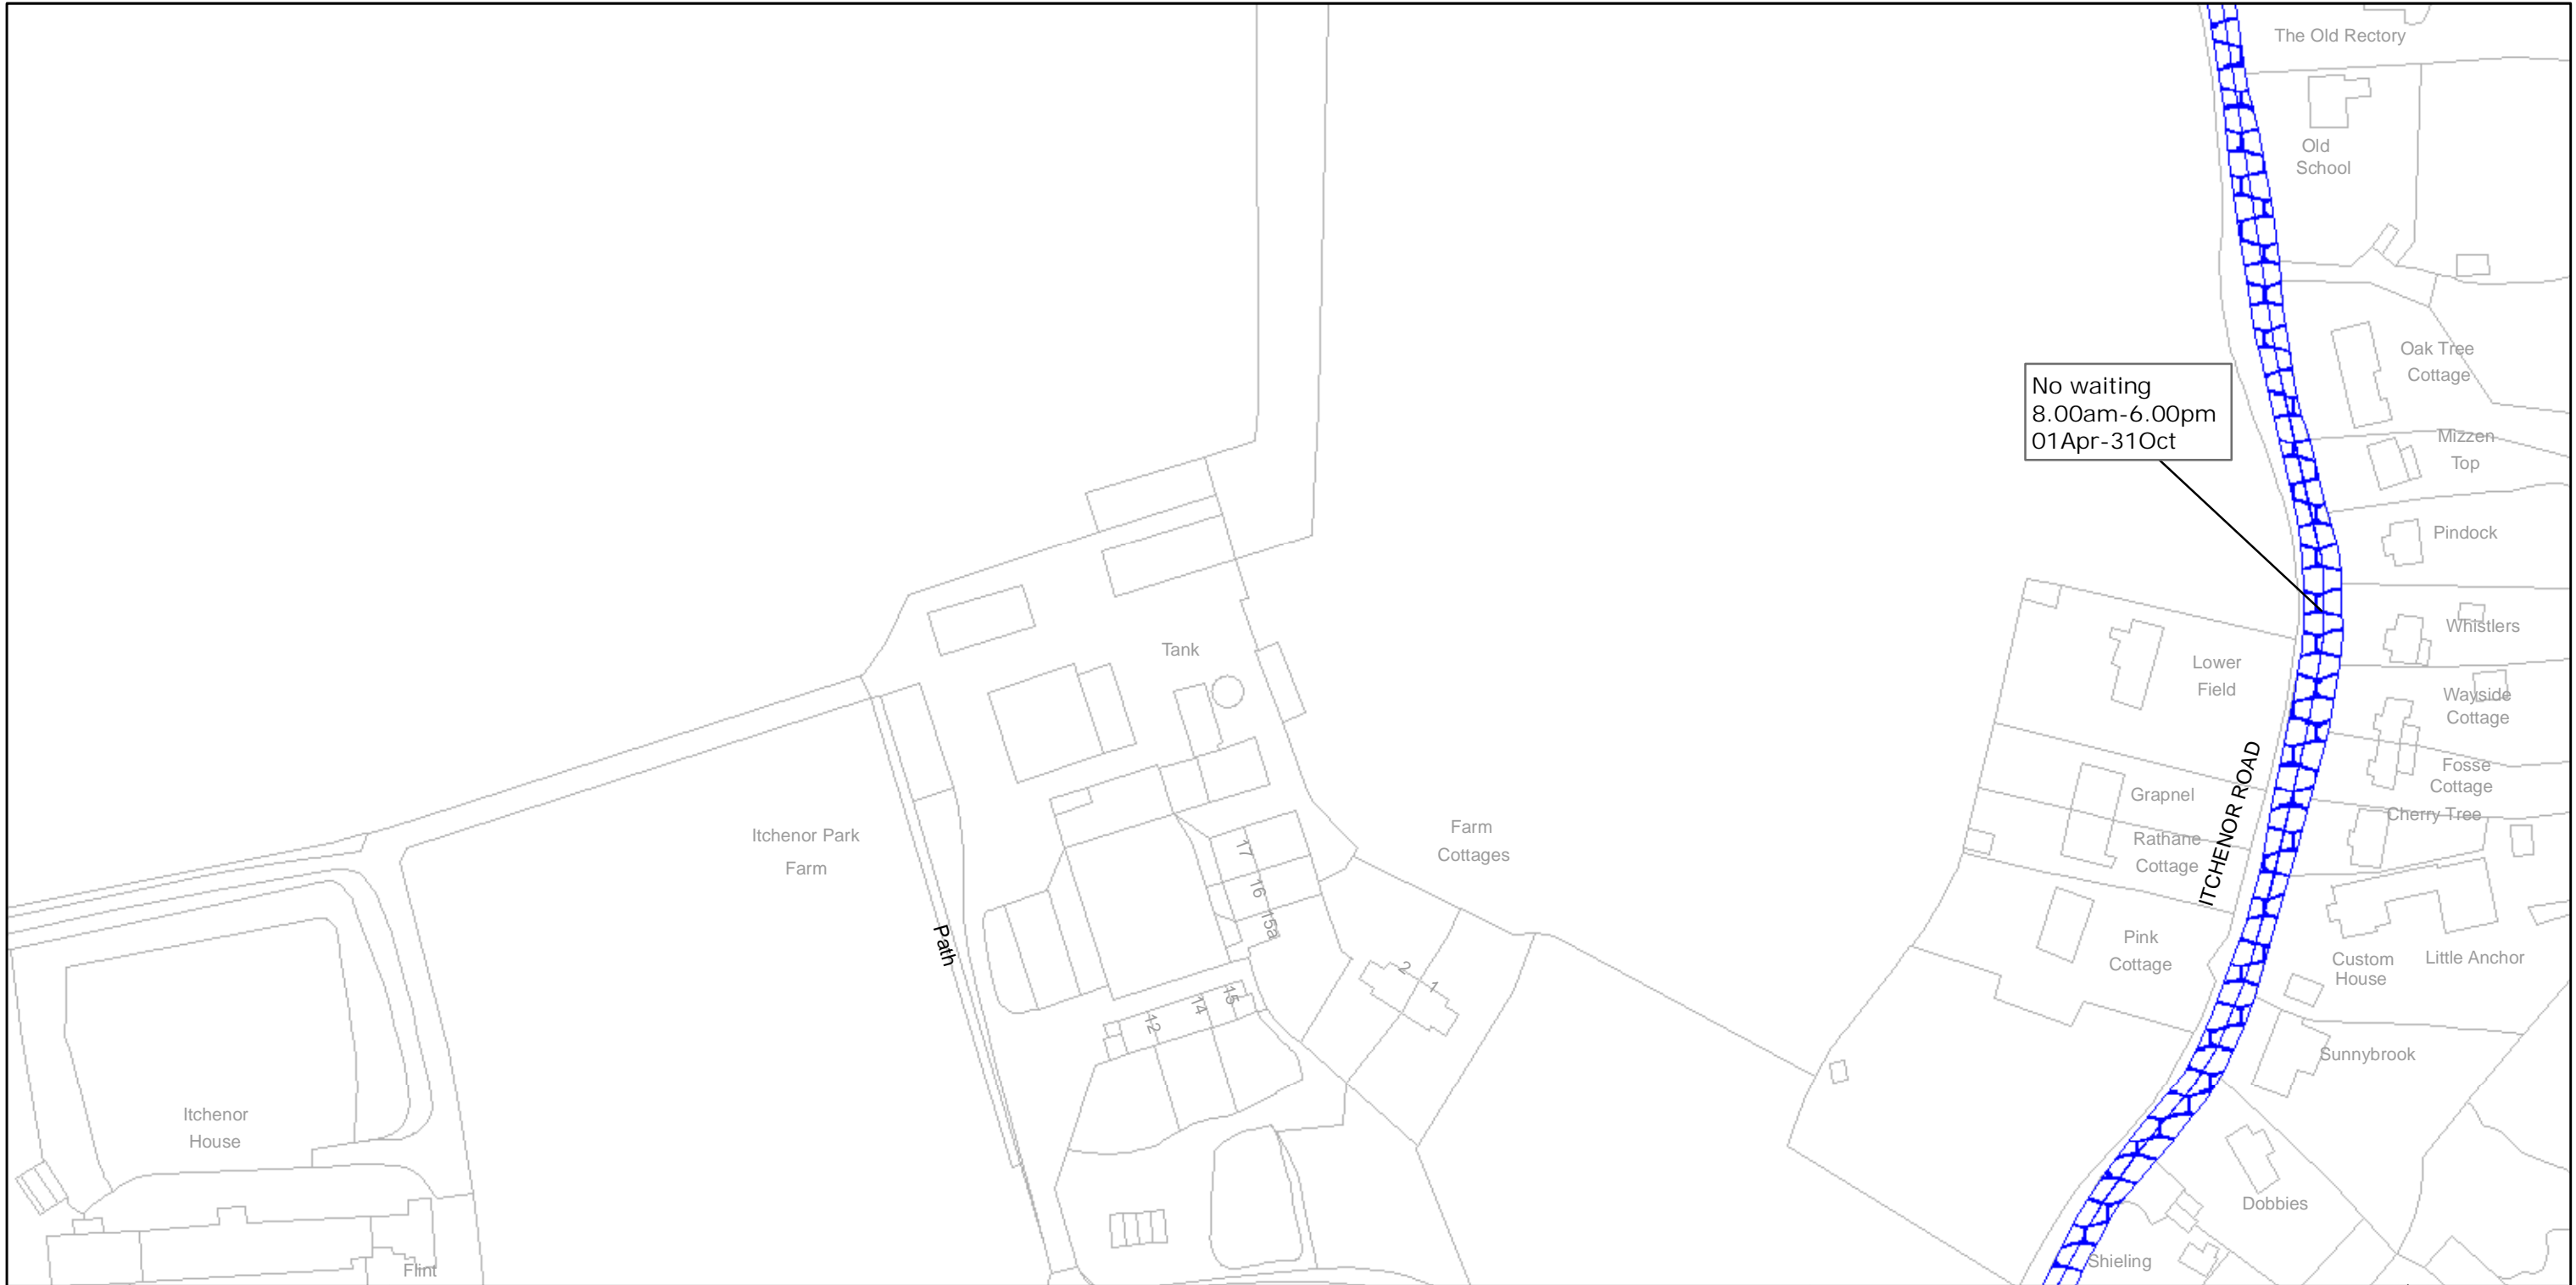 The Old Rectory
Old
School
Oak Tree
Cottage
No waiting
8.00am-6.00pm
01Apr-31Oct
Mizzen
Top
Pindock
Whistlers
Tank
Lower
Field
Wayside
Cottage
Fosse
Cottage
Cherry Tree
Grapnel
Rathane
Cottage
ITCHENOR ROAD
Itchenor Park
Farm
Farm
Cottages
17
16
15a
Path
Pink
Cottage
Custom
House
Little Anchor
2
1
15
14
12
Sunnybrook
Itchenor
House
Dobbies
Shieling
Flint